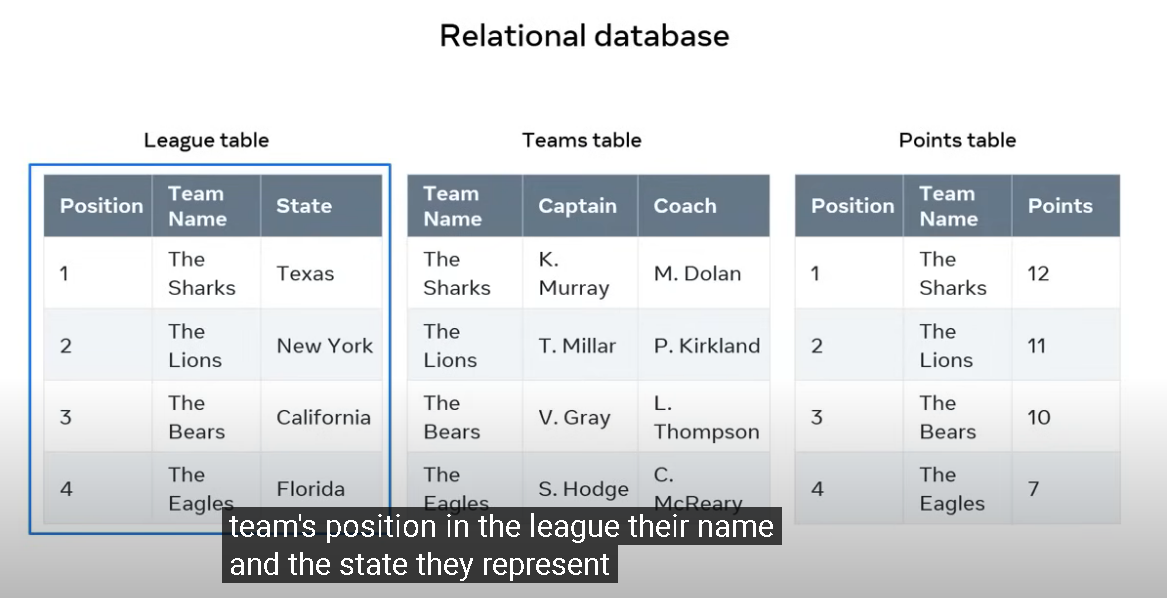 Relational database
League table
Position Team Name State
1 The Sharks Texas
2 The Lions New York
3 The Bears California
4 The Eagles Florida
Teams table
Team Name Captain Coach
The Sharks K. Murray M. Dolan
The Lions T. Millar P. Kirkland
The Bears V. Gray L. Thompson
The Eagles S. Hodge C. McReary
Points table
Position Team Name Points
1 The Sharks 12
2 The Lions 11
3 The Bears 10
4 The Eagles 7
team's position in the league their name
and the state they represent